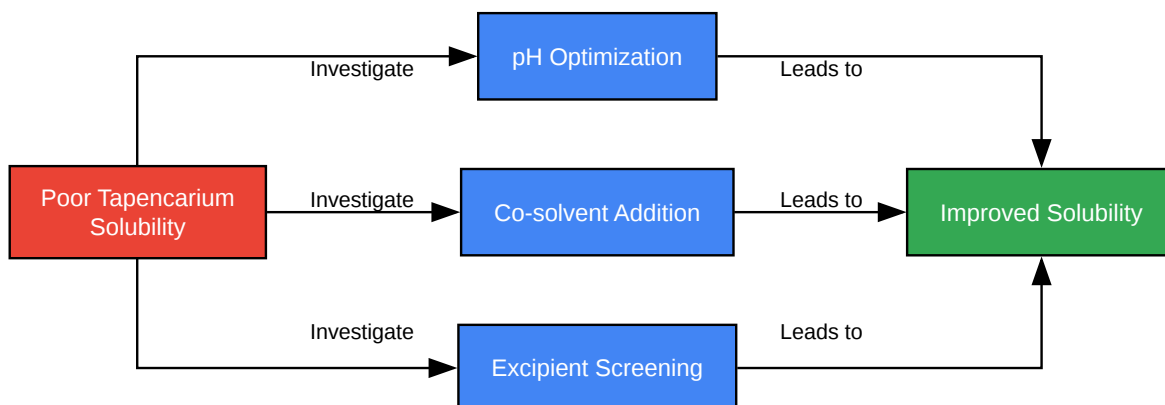 pH Optimization
Investigate
Leads to
Poor Tapencarium
Solubility
Investigate
Co-solvent Addition
Leads to
Improved Solubility
Investigate
Leads to
Excipient Screening